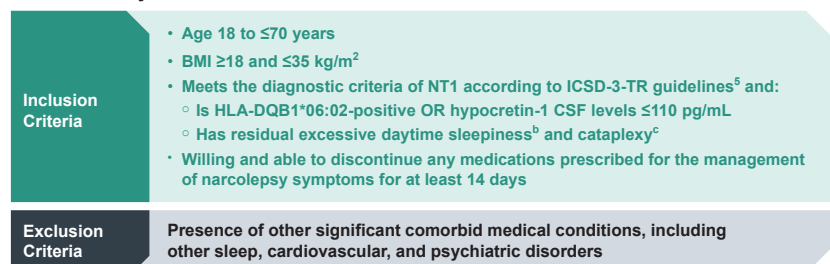 Inclusion
Criteria
• Age 18 to ≤70 years
• BMI ≥18 and ≤35 kg/m²
• Meets the diagnostic criteria of NT1 according to ICSD-3-TR guidelines⁵ and:
○ Is HLA-DQB1*06:02-positive OR hypocretin-1 CSF levels ≤110 pg/mL
○ Has residual excessive daytime sleepinessᵇ and cataplexyᶜ
• Willing and able to discontinue any medications prescribed for the management
of narcolepsy symptoms for at least 14 days
Exclusion
Criteria
Presence of other significant comorbid medical conditions, including
other sleep, cardiovascular, and psychiatric disorders